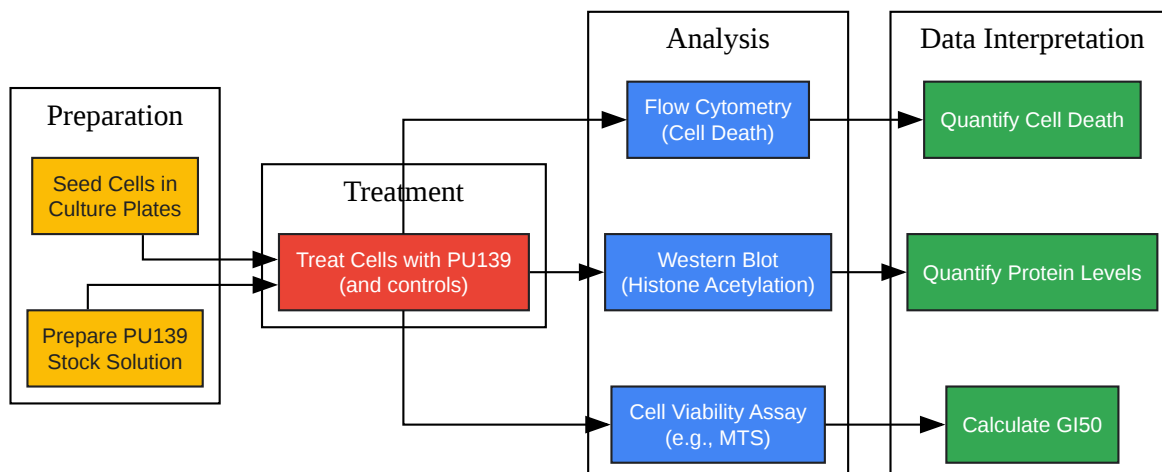 Preparation
Seed Cells in
Culture Plates
Prepare PU139
Stock Solution
Treatment
Treat Cells with PU139
(and controls)
Analysis
Flow Cytometry
(Cell Death)
Western Blot
(Histone Acetylation)
Cell Viability Assay
(e.g., MTS)
Data Interpretation
Quantify Cell Death
Quantify Protein Levels
Calculate GI50